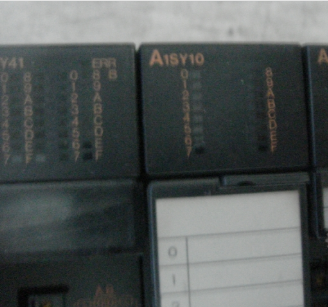 Y41 ERR
0 8 0 8 B
1 9 1 9
2 A 2 A
3 B 3 B
4 C 4 C
5 D 5 D
6 E 6 E
7 F 7 F
A1SY10
0 8
1 9
2 A
3 B
4 C
5 D
6 E
7 F
A
0
1